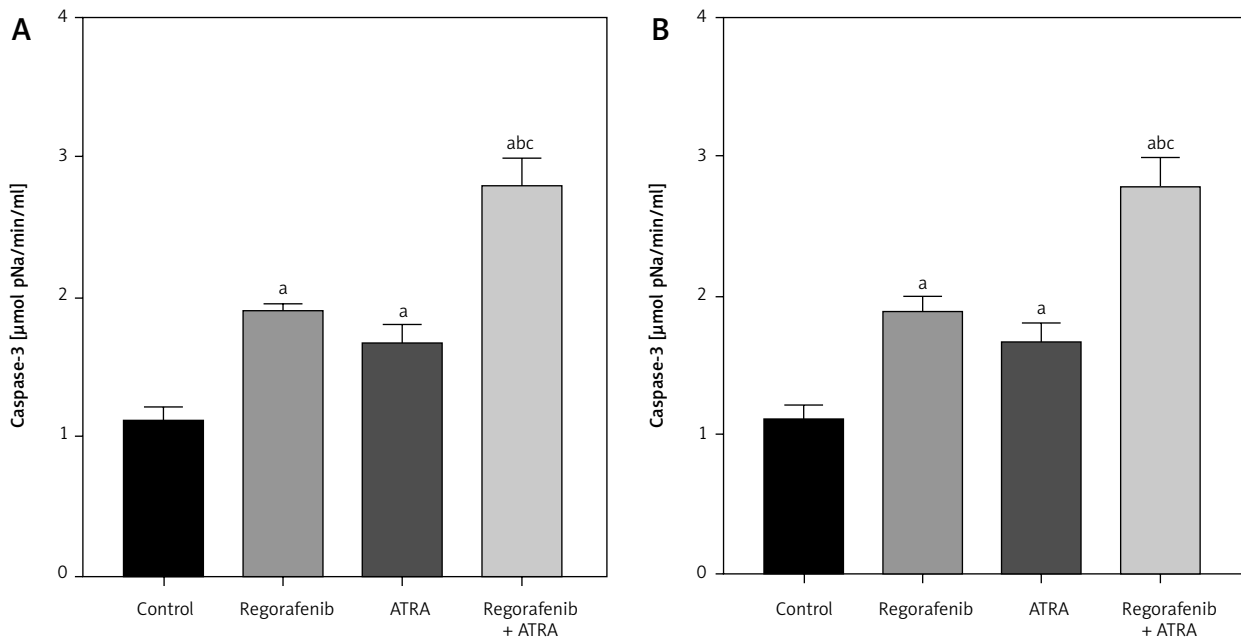 A
Caspase-3 [µmol pNa/min/ml]
4
3
2
1
0
a
a
abc
Control
Regorafenib
ATRA
Regorafenib
+ ATRA
B
Caspase-3 [µmol pNa/min/ml]
4
3
2
1
0
a
a
abc
Control
Regorafenib
ATRA
Regorafenib
+ ATRA